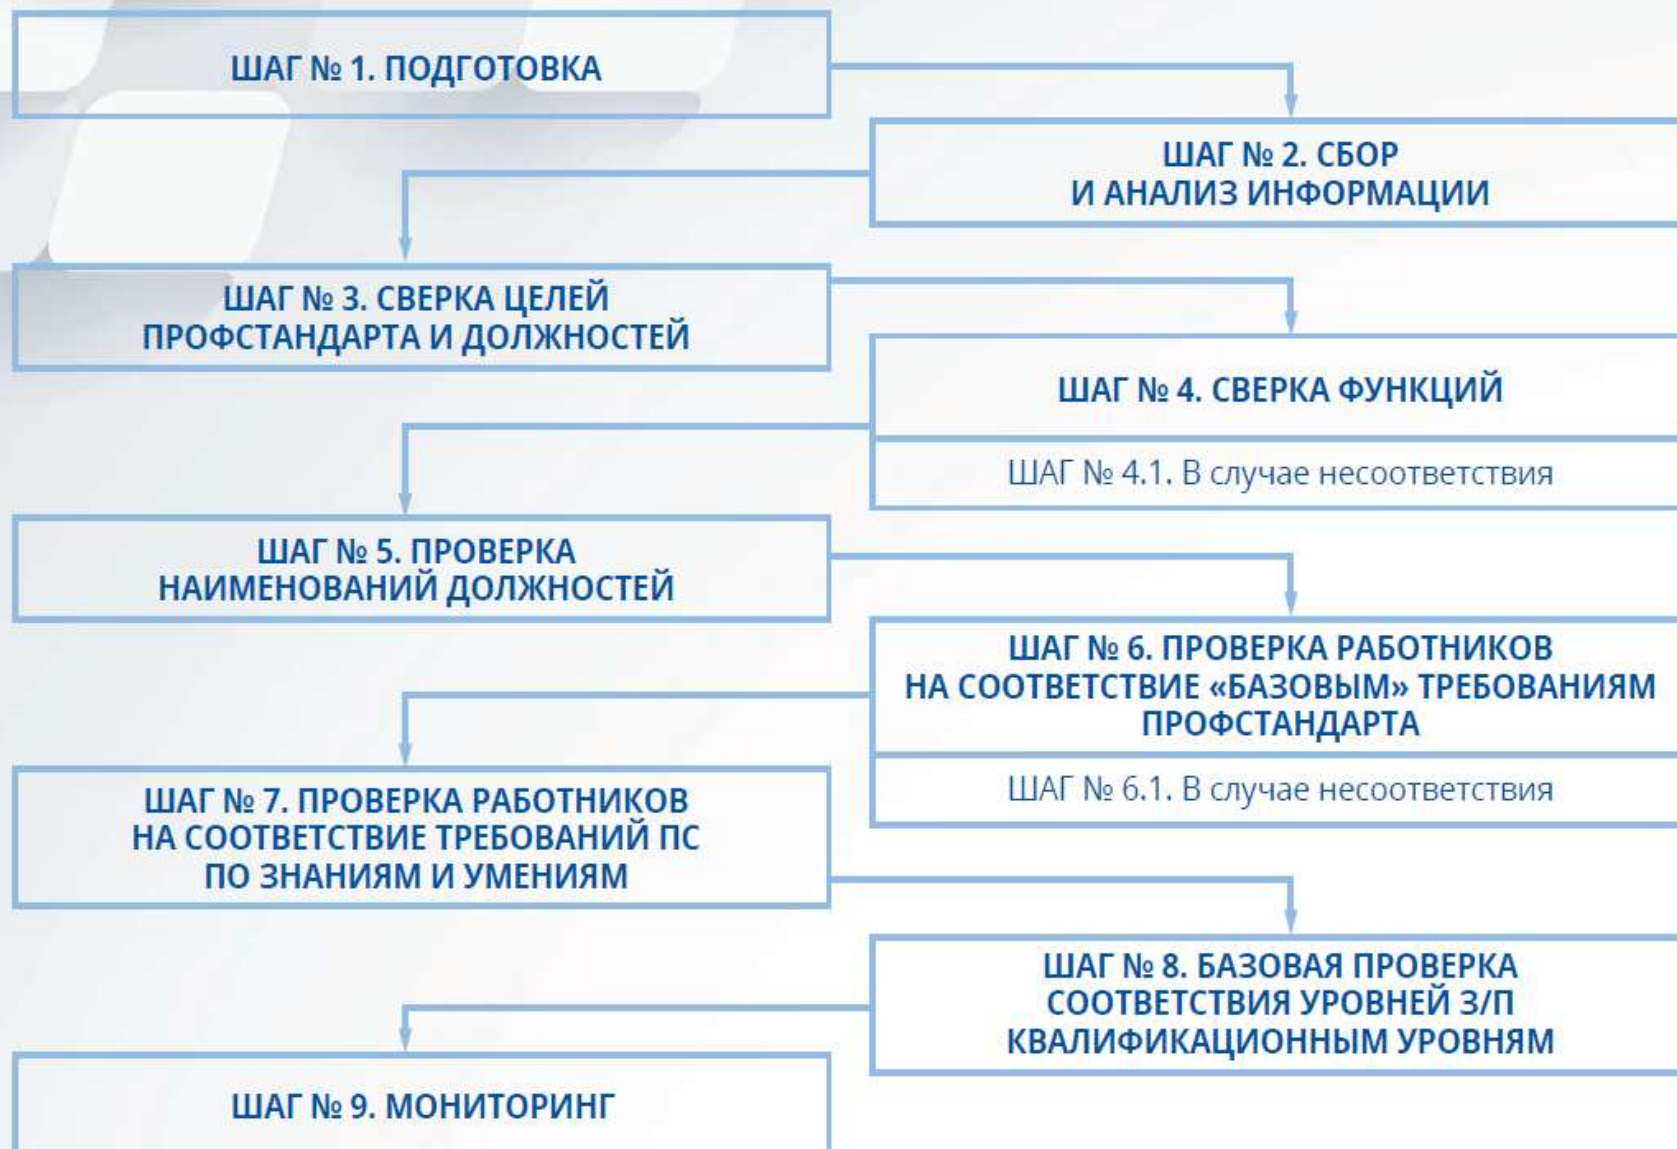 ШАГ № 1. ПОДГОТОВКА
ШАГ № 2. СБОР
И АНАЛИЗ ИНФОРМАЦИИ
ШАГ № 3. СВЕРКА ЦЕЛЕЙ
ПРОФСТАНДАРТА И ДОЛЖНОСТЕЙ
ШАГ № 4. СВЕРКА ФУНКЦИЙ
ШАГ № 4.1. В случае несоответствия
ШАГ № 5. ПРОВЕРКА
НАИМЕНОВАНИЙ ДОЛЖНОСТЕЙ
ШАГ № 6. ПРОВЕРКА РАБОТНИКОВ
НА СООТВЕТСТВИЕ «БАЗОВЫМ» ТРЕБОВАНИЯМ
ПРОФСТАНДАРТА
ШАГ № 6.1. В случае несоответствия
ШАГ № 7. ПРОВЕРКА РАБОТНИКОВ
НА СООТВЕТСТВИЕ ТРЕБОВАНИЙ ПС
ПО ЗНАНИЯМ И УМЕНИЯМ
ШАГ № 8. БАЗОВАЯ ПРОВЕРКА
СООТВЕТСТВИЯ УРОВНЕЙ З/П
КВАЛИФИКАЦИОННЫМ УРОВНЯМ
ШАГ № 9. МОНИТОРИНГ